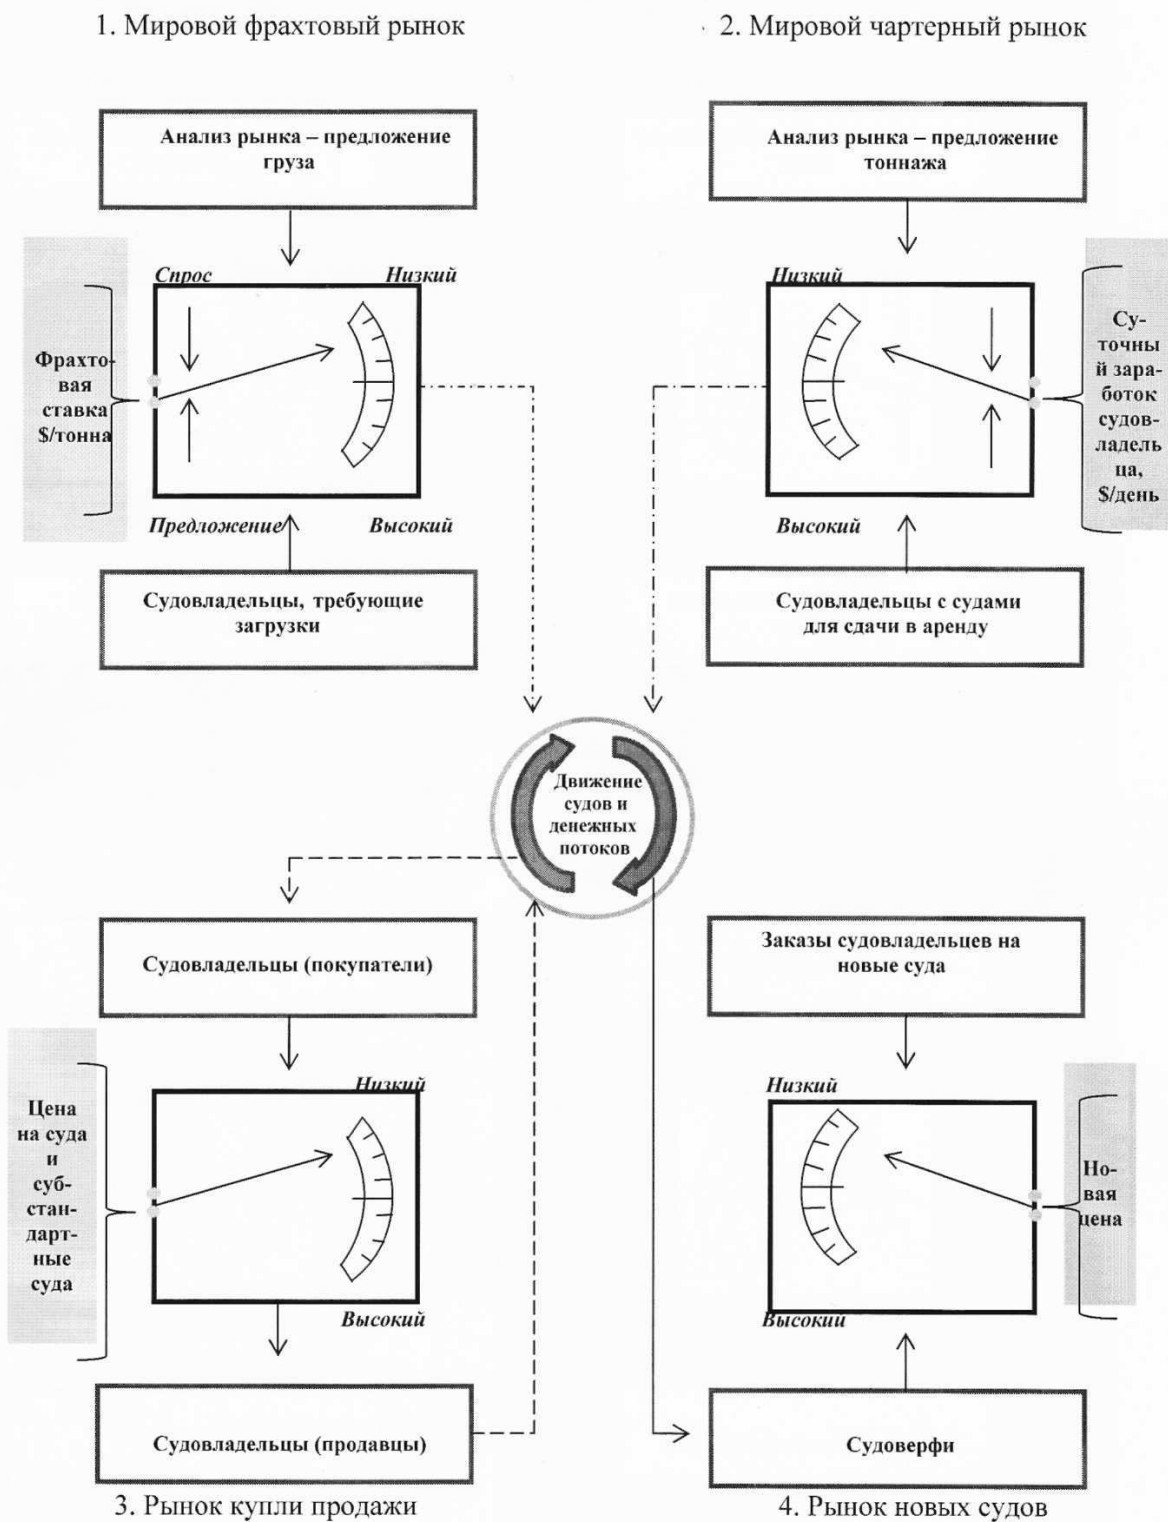 1. Мировой фрахтовый рынок
2. Мировой чартерный рынок
Анализ рынка – предложение
груза
Анализ рынка – предложение
тоннажа
Спрос
Низкий
Низкий
Фрахто-
вая
ставка
$/тонна
Су-
точны
й зара-
боток
судов-
ладель
ца,
$/день
Предложение
Высокий
Высокий
Судовладельцы, требующие
загрузки
Судовладельцы с судами
для сдачи в аренду
Движение
судов и
денежных
потоков
Судовладельцы (покупатели)
Заказы судовладельцев на
новые суда
Низкий
Низкий
Цена
на суда
и
суб-
стан-
дарт-
ные
суда
Но-
вая
цена
Высокий
Высокий
Судовладельцы (продавцы)
Судоверфи
3. Рынок купли продажи
4. Рынок новых судов